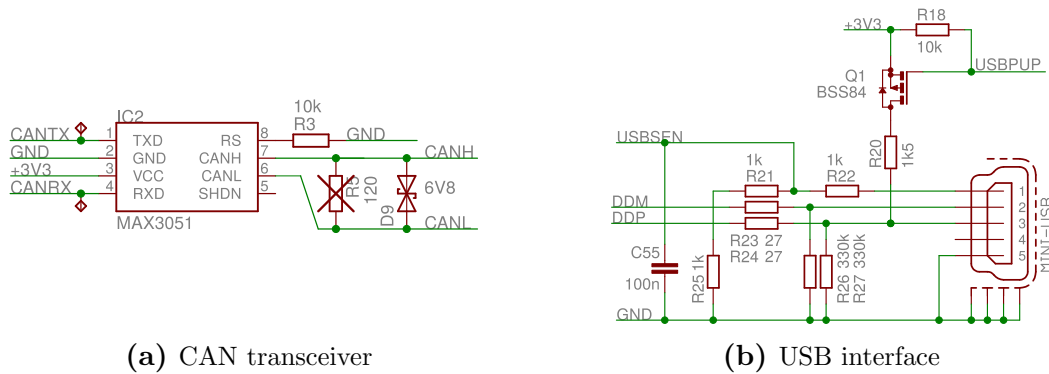 IC2
CANTX
GND
+3V3
CANRX
1
2
3
4
TXD
GND
VCC
RXD
RS
CANH
CANL
SHDN
8
7
6
5
MAX3051
10k
R3
GND
CANH
R5
120
6V8
D9
CANL
(a) CAN transceiver
+3V3
R18
10k
USBPUP
Q1
BSS84
R20
1k5
USBSEN
1k
R21
1k
R22
DDM
DDP
R23 27
R24 27
C55
100n
R25 1k
R26 330k
R27 330k
GND
1
2
3
4
5
MINI-USB
(b) USB interface